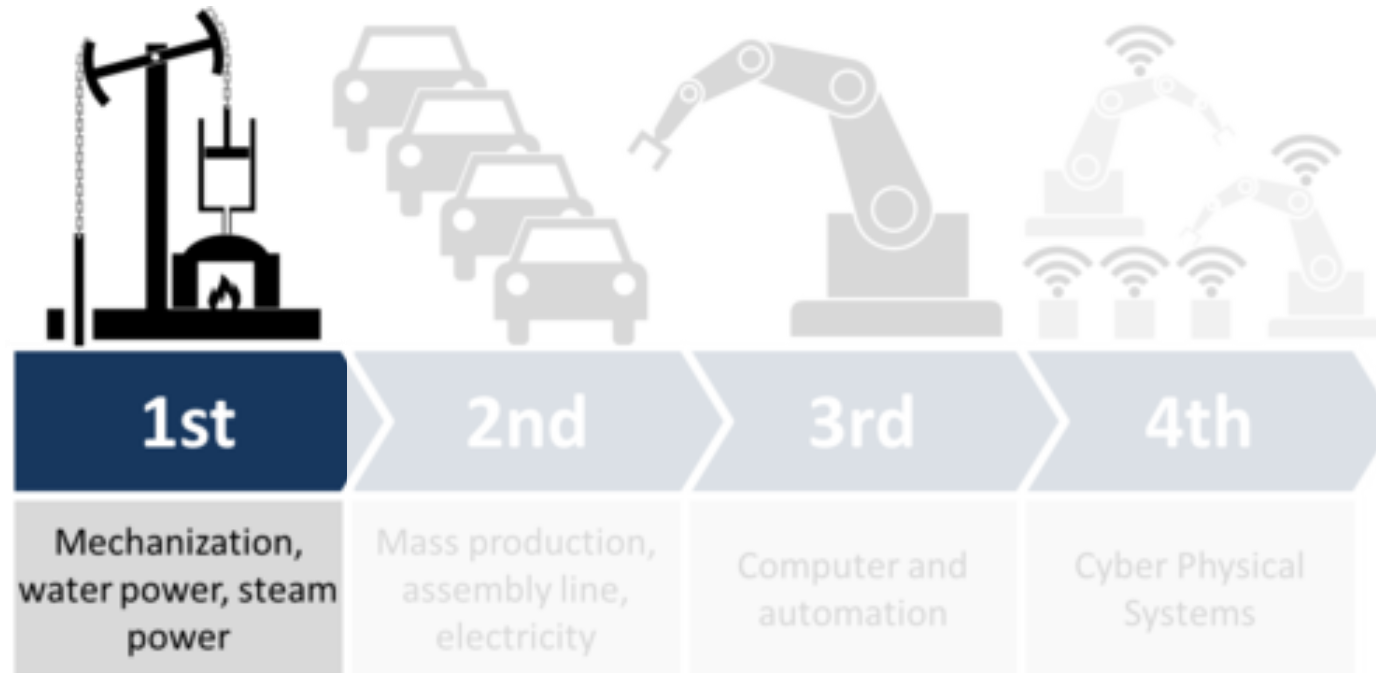 1st
2nd
3rd
4th
Mechanization,
water power, steam
power
Mass production,
assembly line,
electricity
Computer and
automation
Cyber Physical
Systems